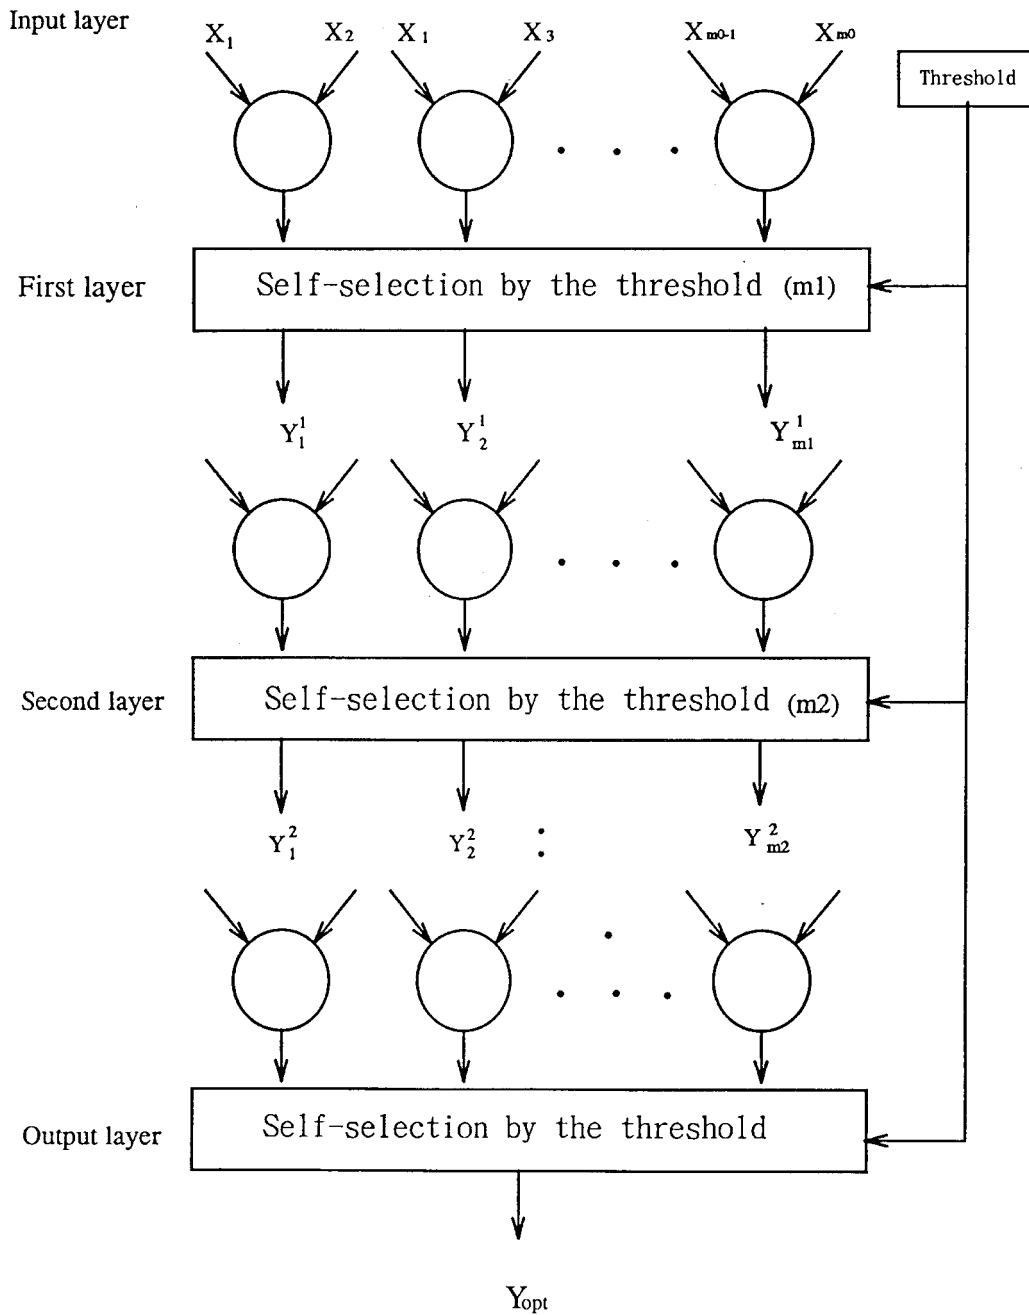 Input layer
X₁ X₂ X₁ X₃ Xm0-1 Xm0
Threshold
First layer
Self-selection by the threshold (m1)
Y₁¹ Y₂¹ Yₘ₁¹
Second layer
Self-selection by the threshold (m2)
Y₁² Y₂² Yₘ₂²
Output layer
Self-selection by the threshold
Yopt